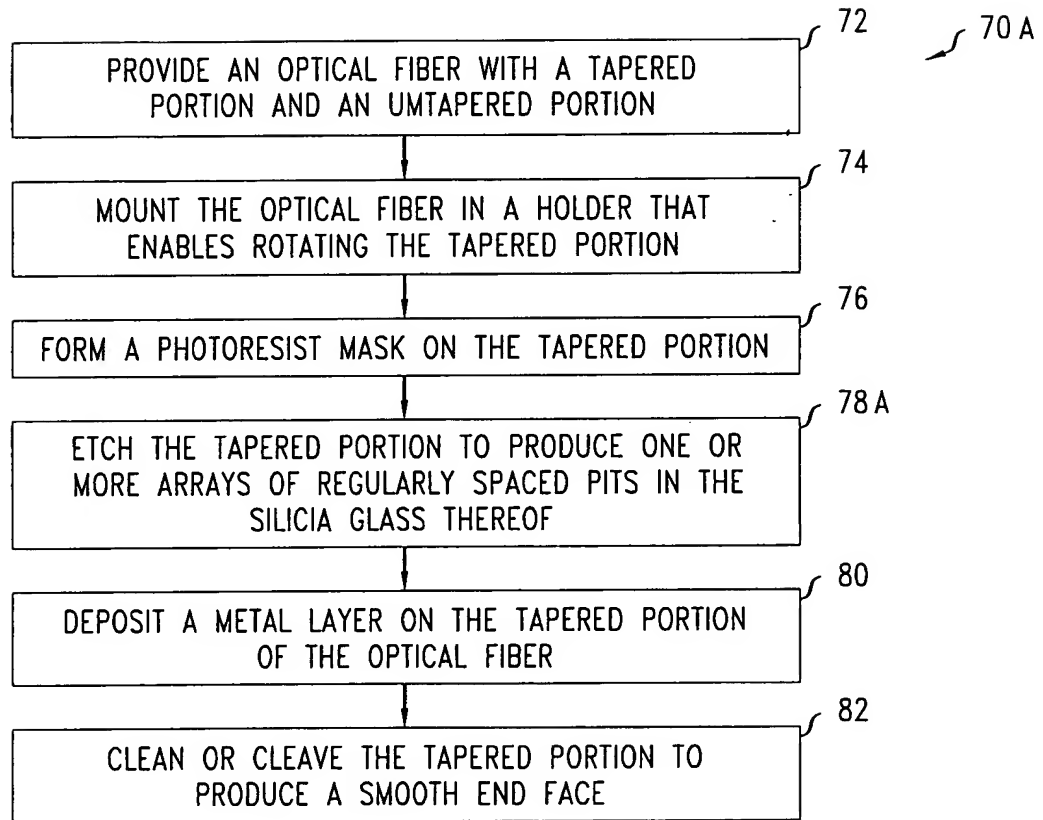 70 A
72
PROVIDE AN OPTICAL FIBER WITH A TAPERED
PORTION AND AN UMTAPERED PORTION
74
MOUNT THE OPTICAL FIBER IN A HOLDER THAT
ENABLES ROTATING THE TAPERED PORTION
76
FORM A PHOTORESIST MASK ON THE TAPERED PORTION
78 A
ETCH THE TAPERED PORTION TO PRODUCE ONE OR
MORE ARRAYS OF REGULARLY SPACED PITS IN THE
SILICIA GLASS THEREOF
80
DEPOSIT A METAL LAYER ON THE TAPERED PORTION
OF THE OPTICAL FIBER
82
CLEAN OR CLEAVE THE TAPERED PORTION TO
PRODUCE A SMOOTH END FACE